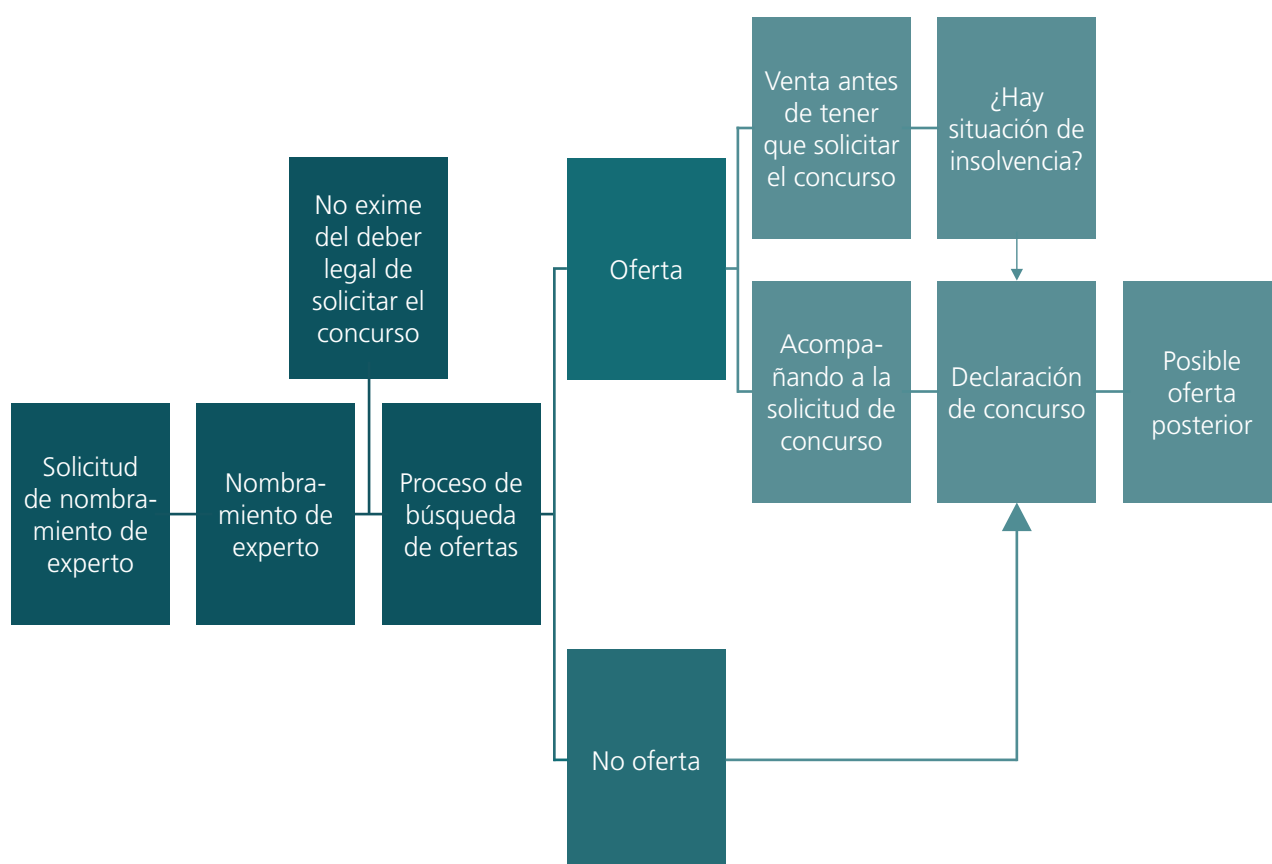 Solicitud
de nombra-
miento de
experto
Nombra-
miento de
experto
No exime
del deber
legal de
solicitar el
concurso
Proceso de
búsqueda
de ofertas
Oferta
Venta antes
de tener
que solicitar
el concurso
¿Hay
situación de
insolvencia?
Acompa-
ñando a la
solicitud de
concurso
Declaración
de concurso
Posible
oferta
posterior
No oferta